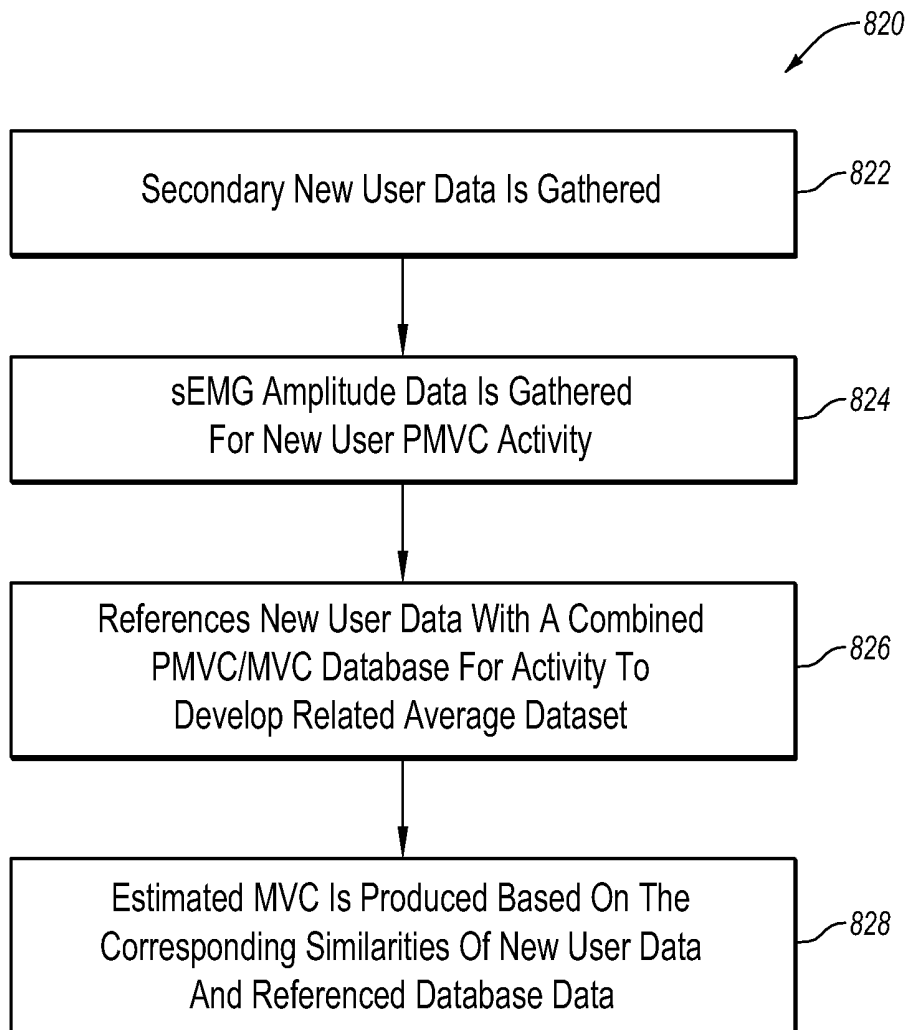 820
Secondary New User Data Is Gathered
822
sEMG Amplitude Data Is Gathered
For New User PMVC Activity
824
References New User Data With A Combined
PMVC/MVC Database For Activity To
Develop Related Average Dataset
826
Estimated MVC Is Produced Based On The
Corresponding Similarities Of New User Data
And Referenced Database Data
828